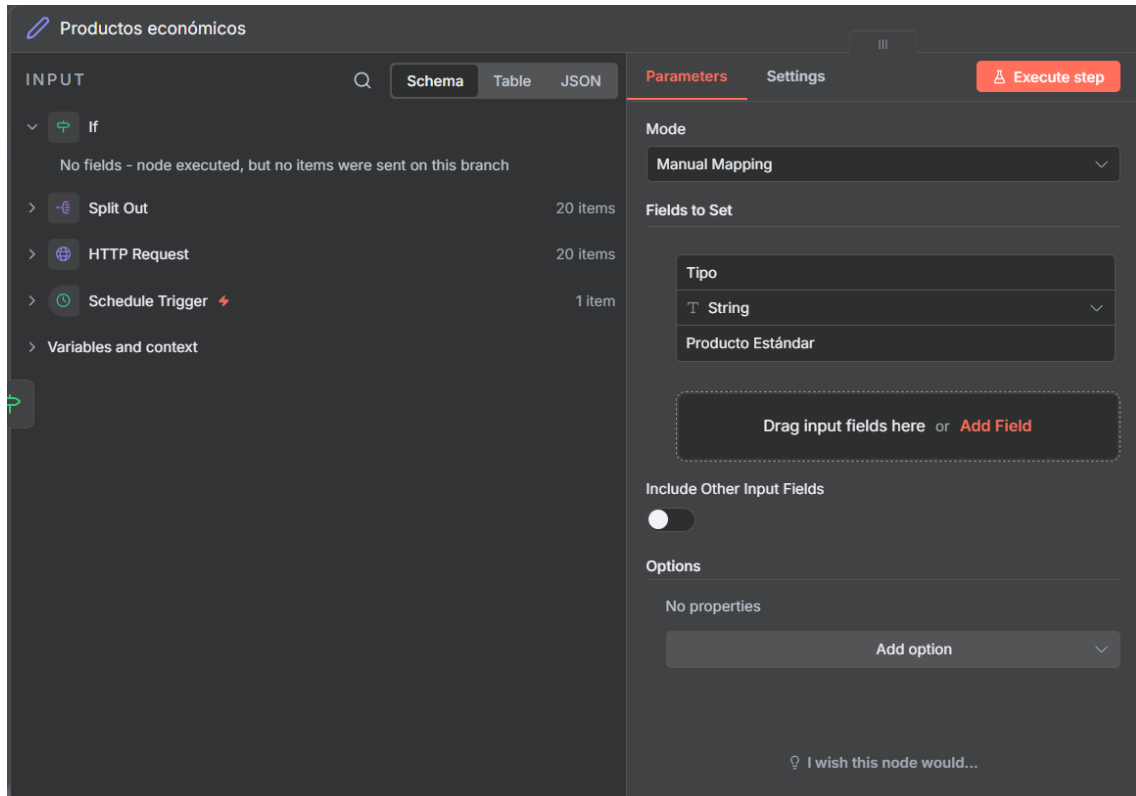 Productos económicos
INPUT
Schema Table JSON
If
No fields - node executed, but no items were sent on this branch
Split Out 20 items
HTTP Request 20 items
Schedule Trigger 1 item
Variables and context
Parameters Settings Execute step
Mode
Manual Mapping
Fields to Set
Tipo
T String
Producto Estándar
Drag input fields here or Add Field
Include Other Input Fields
Options
No properties
Add option
I wish this node would...